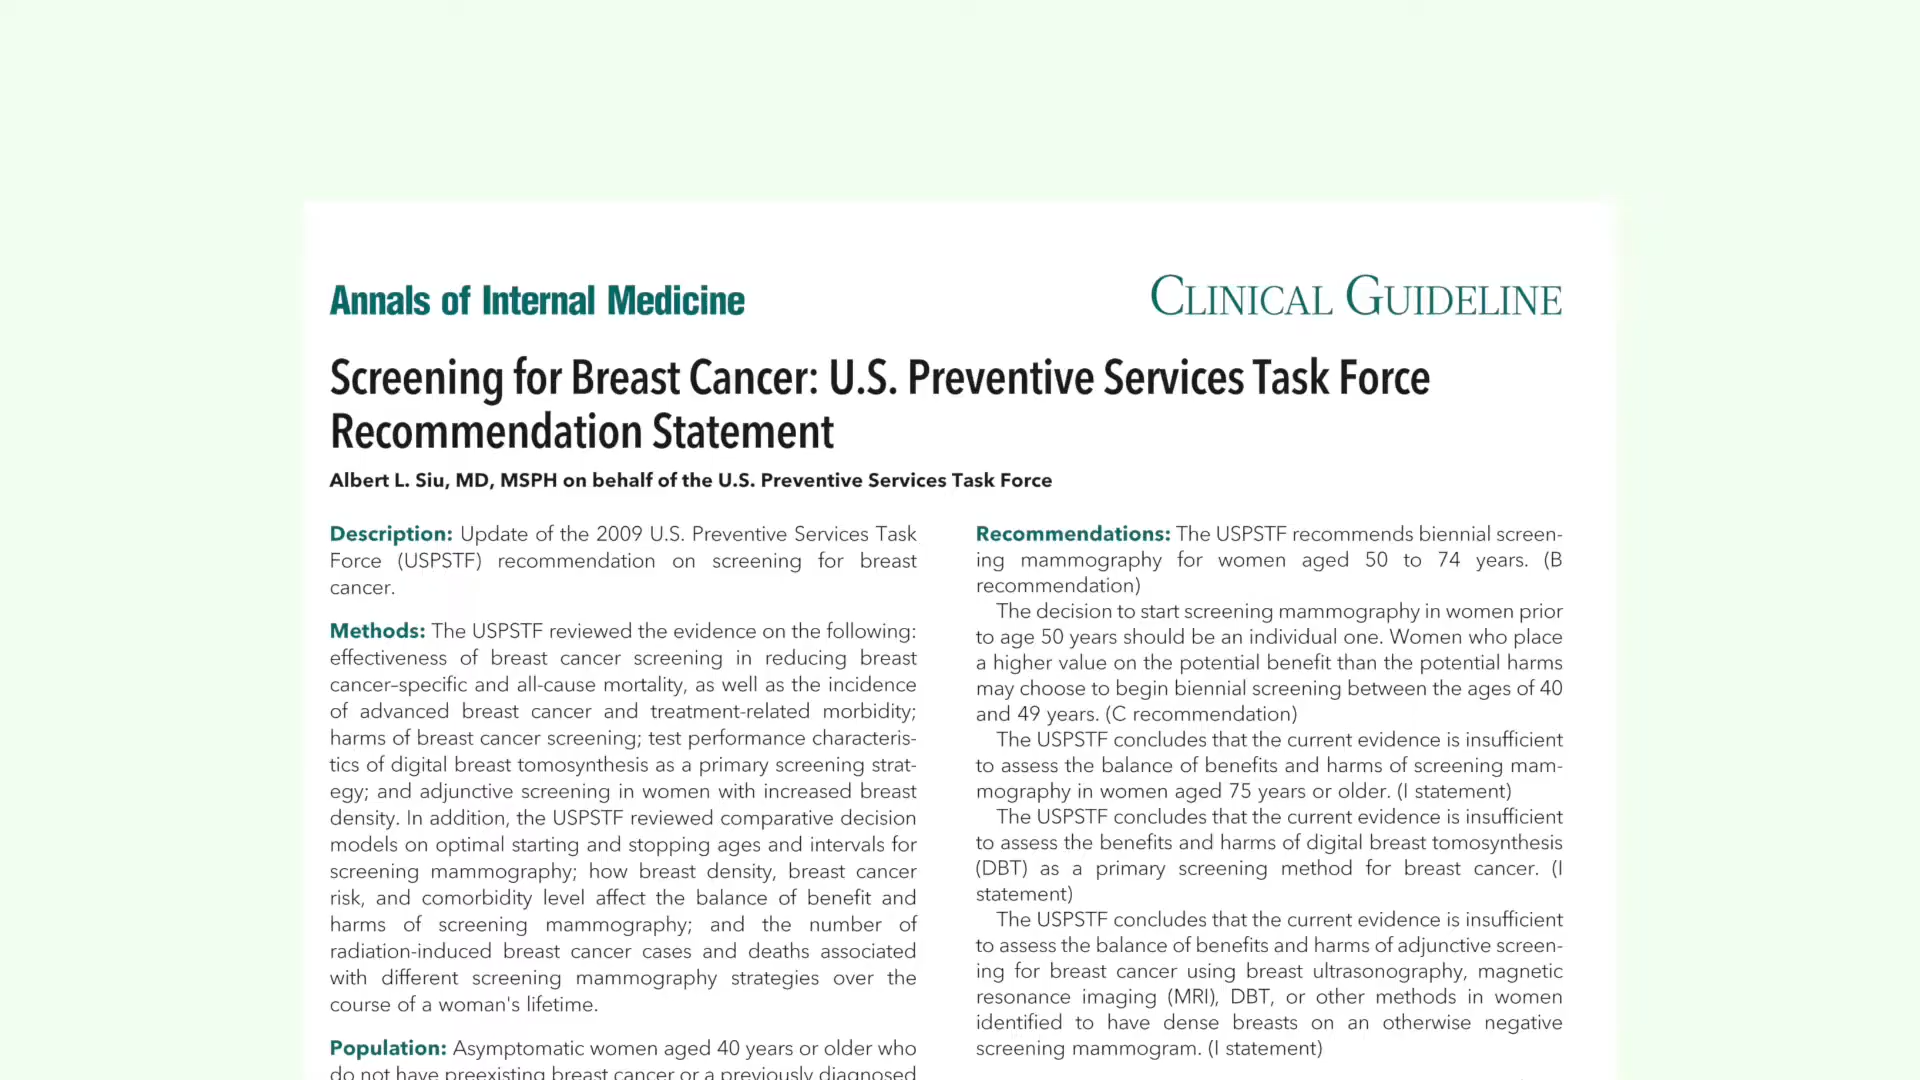 Annals of Internal Medicine
CLINICAL GUIDELINE
Screening for Breast Cancer: U.S. Preventive Services Task Force
Recommendation Statement
Albert L. Siu, MD, MSPH on behalf of the U.S. Preventive Services Task Force
Description: Update of the 2009 U.S. Preventive Services Task
Force (USPSTF) recommendation on screening for breast
cancer.
Methods: The USPSTF reviewed the evidence on the following:
effectiveness of breast cancer screening in reducing breast
cancer–specific and all-cause mortality, as well as the incidence
of advanced breast cancer and treatment-related morbidity;
harms of breast cancer screening; test performance characteris-
tics of digital breast tomosynthesis as a primary screening strat-
egy; and adjunctive screening in women with increased breast
density. In addition, the USPSTF reviewed comparative decision
models on optimal starting and stopping ages and intervals for
screening mammography; how breast density, breast cancer
risk, and comorbidity level affect the balance of benefit and
harms of screening mammography; and the number of
radiation-induced breast cancer cases and deaths associated
with different screening mammography strategies over the
course of a woman's lifetime.
Population: Asymptomatic women aged 40 years or older who
do not have preexisting breast cancer or a previously diagnosed
Recommendations: The USPSTF recommends biennial screen-
ing mammography for women aged 50 to 74 years. (B
recommendation)
The decision to start screening mammography in women prior
to age 50 years should be an individual one. Women who place
a higher value on the potential benefit than the potential harms
may choose to begin biennial screening between the ages of 40
and 49 years. (C recommendation)
The USPSTF concludes that the current evidence is insufficient
to assess the balance of benefits and harms of screening mam-
mography in women aged 75 years or older. (I statement)
The USPSTF concludes that the current evidence is insufficient
to assess the benefits and harms of digital breast tomosynthesis
(DBT) as a primary screening method for breast cancer. (I
statement)
The USPSTF concludes that the current evidence is insufficient
to assess the balance of benefits and harms of adjunctive screen-
ing for breast cancer using breast ultrasonography, magnetic
resonance imaging (MRI), DBT, or other methods in women
identified to have dense breasts on an otherwise negative
screening mammogram. (I statement)